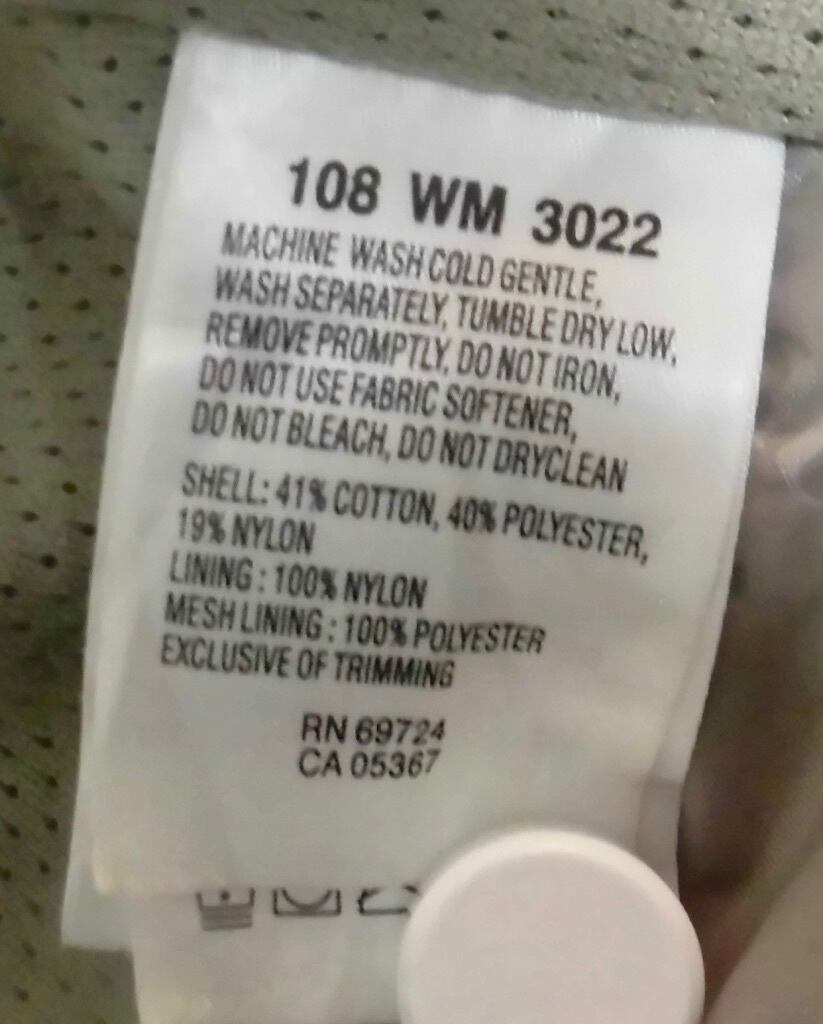 108 WM 3022
MACHINE WASH COLD GENTLE,
WASH SEPARATELY, TUMBLE DRY LOW,
REMOVE PROMPTLY, DO NOT IRON,
DO NOT USE FABRIC SOFTENER,
DO NOT BLEACH, DO NOT DRYCLEAN
SHELL: 41% COTTON, 40% POLYESTER,
19% NYLON
LINING : 100% NYLON
MESH LINING : 100% POLYESTER
EXCLUSIVE OF TRIMMING
RN 69724
CA 05367